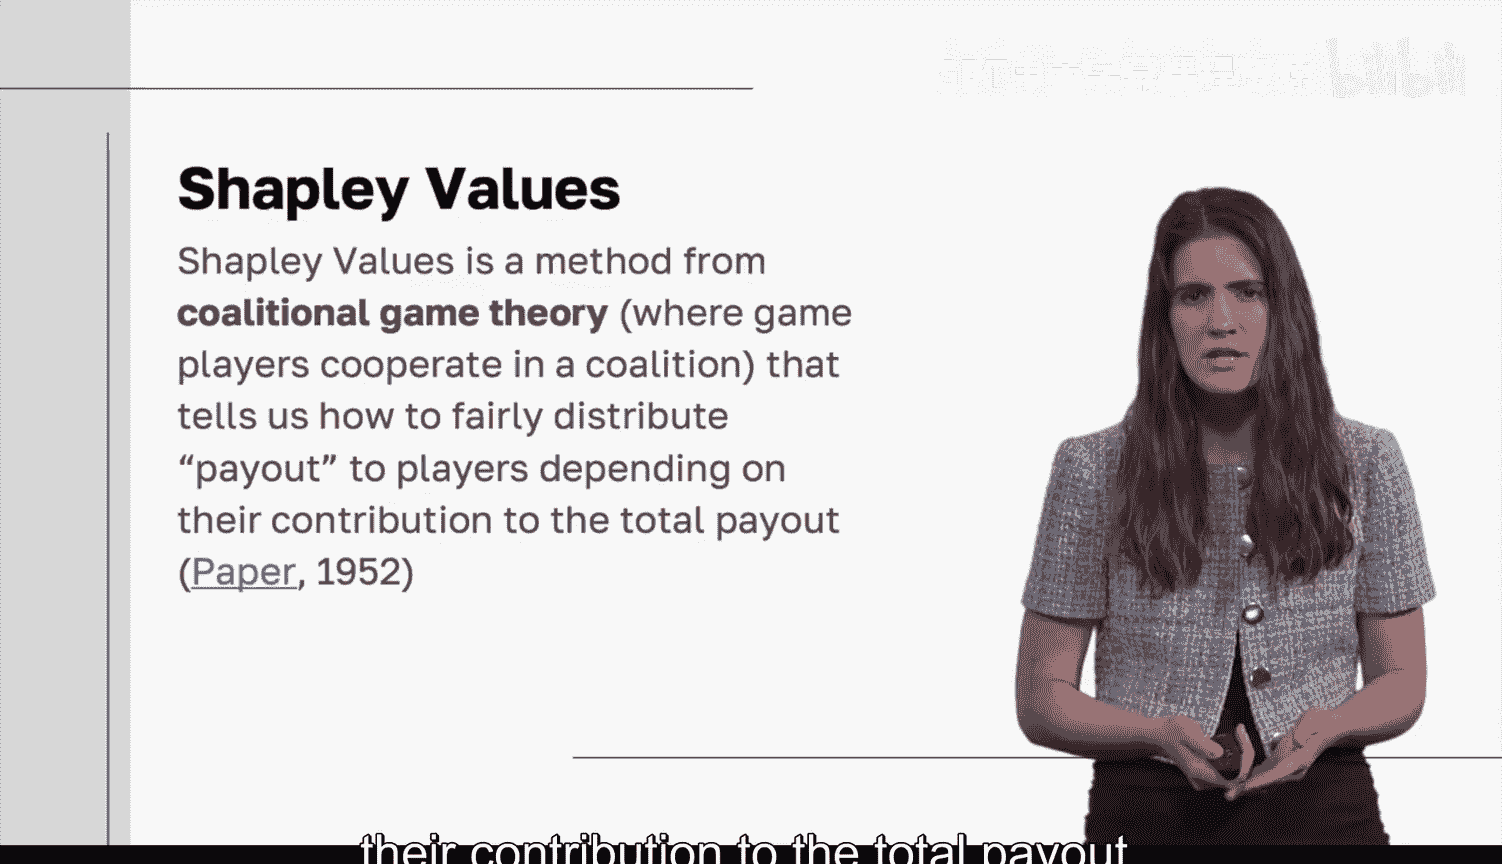 Shapley Values
Shapley Values is a method from
coalitional game theory (where game
players cooperate in a coalition) that
tells us how to fairly distribute
“payout” to players depending on
their contribution to the total payout
(Paper, 1952)
their contribution to the total payout